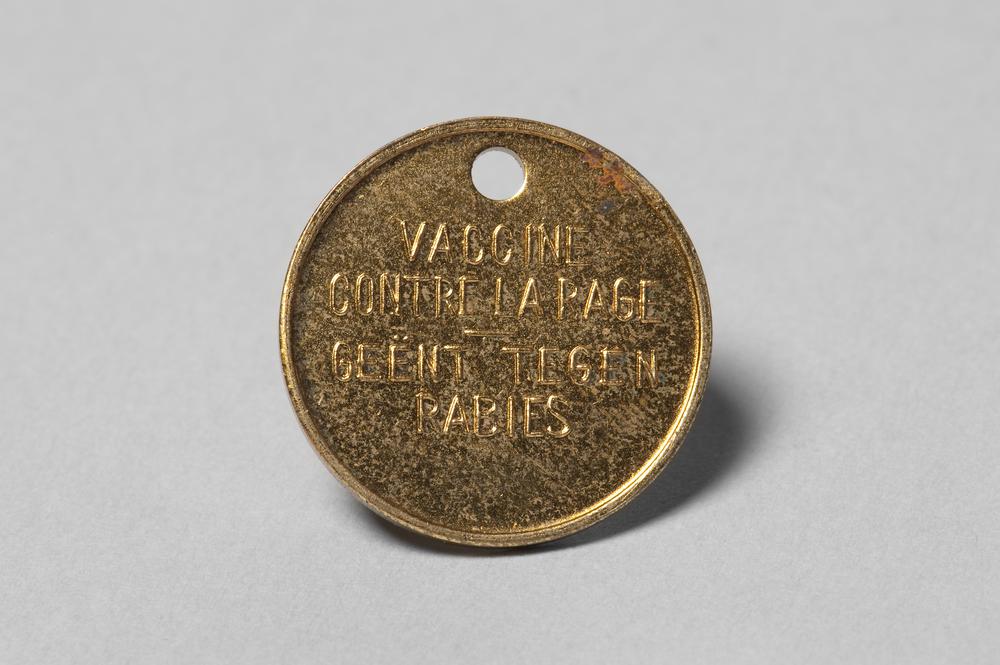 VACCINE
CONTRE LA RAGE
GEËNT TEGEN
RABIES